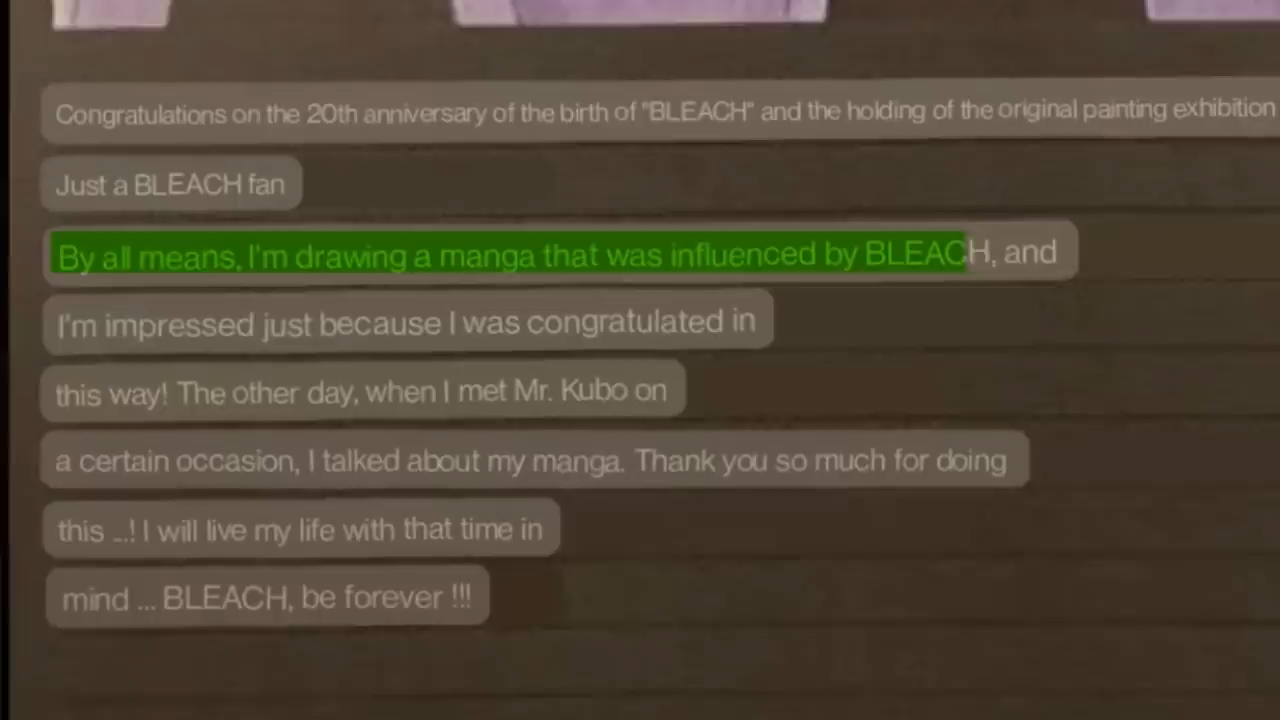 Congratulations on the 20th anniversary of the birth of "BLEACH" and the holding of the original painting exhibition
Just a BLEACH fan
By all means, I'm drawing a manga that was influenced by BLEACH, and
I'm impressed just because I was congratulated in
this way! The other day, when I met Mr. Kubo on
a certain occasion, I talked about my manga. Thank you so much for doing
this ...! I will live my life with that time in
mind ... BLEACH, be forever !!!